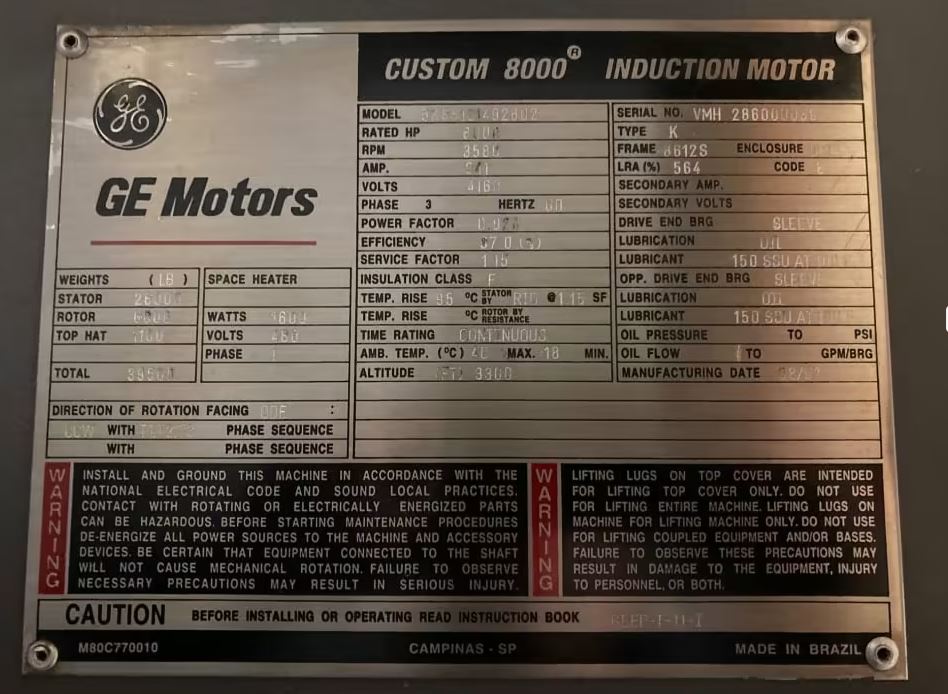 CUSTOM 8000® INDUCTION MOTOR
GE
GE Motors
MODEL
RATED HP
RPM 3580
AMP.
VOLTS 4160
PHASE 3 HERTZ 60
POWER FACTOR
EFFICIENCY
SERVICE FACTOR 1.15
INSULATION CLASS F
TEMP. RISE °C STATOR BY RTD @ 1.15 SF
TEMP. RISE °C ROTOR BY RESISTANCE
TIME RATING CONTINUOUS
AMB. TEMP. (°C) 40 MAX. 18 MIN.
ALTITUDE (FT) 3300
SERIAL NO. VMH
TYPE K
FRAME 8612S ENCLOSURE
LRA (%) 564 CODE
SECONDARY AMP.
SECONDARY VOLTS
DRIVE END BRG SLEEVE
LUBRICATION OIL
LUBRICANT 150 SSU AT
OPP. DRIVE END BRG SLEEVE
LUBRICATION OIL
LUBRICANT 150 SSU AT
OIL PRESSURE TO PSI
OIL FLOW TO GPM/BRG
MANUFACTURING DATE
WEIGHTS (LB)
STATOR
ROTOR
TOP HAT
TOTAL
SPACE HEATER
WATTS
VOLTS 480
PHASE
DIRECTION OF ROTATION FACING ODE :
CCW WITH PHASE SEQUENCE
WITH PHASE SEQUENCE
WARNING
INSTALL AND GROUND THIS MACHINE IN ACCORDANCE WITH THE
NATIONAL ELECTRICAL CODE AND SOUND LOCAL PRACTICES.
CONTACT WITH ROTATING OR ELECTRICALLY ENERGIZED PARTS
CAN BE HAZARDOUS. BEFORE STARTING MAINTENANCE PROCEDURES
DE-ENERGIZE ALL POWER SOURCES TO THE MACHINE AND ACCESSORY
DEVICES. BE CERTAIN THAT EQUIPMENT CONNECTED TO THE SHAFT
WILL NOT CAUSE MECHANICAL ROTATION. FAILURE TO OBSERVE
NECESSARY PRECAUTIONS MAY RESULT IN SERIOUS INJURY.
WARNING
LIFTING LUGS ON TOP COVER ARE INTENDED
FOR LIFTING TOP COVER ONLY. DO NOT USE
FOR LIFTING ENTIRE MACHINE. LIFTING LUGS ON
MACHINE FOR LIFTING MACHINE ONLY. DO NOT USE
FOR LIFTING COUPLED EQUIPMENT AND/OR BASES.
FAILURE TO OBSERVE THESE PRECAUTIONS MAY
RESULT IN DAMAGE TO THE EQUIPMENT, INJURY
TO PERSONNEL, OR BOTH.
CAUTION BEFORE INSTALLING OR OPERATING READ INSTRUCTION BOOK
M80C770010 CAMPINAS - SP MADE IN BRAZIL